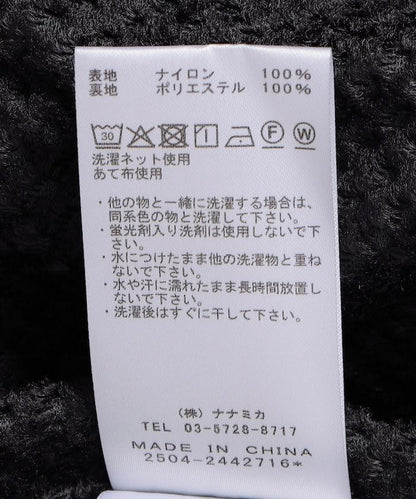 表地 ナイロン 100%
裏地 ポリエステル 100%
30 F W
洗濯ネット使用
あて布使用
・他の物と一緒に洗濯する場合は、
同系色の物と洗濯して下さい。
・蛍光剤入り洗剤は使用しないで下
さい。
・水につけたまま他の洗濯物と重ね
ないで下さい。
・水や汗に濡れたまま長時間放置し
ないで下さい。
・洗濯後はすぐに干して下さい。
(株) ナナミカ
TEL 03-5728-8717
MADE IN CHINA
2504-2442716*